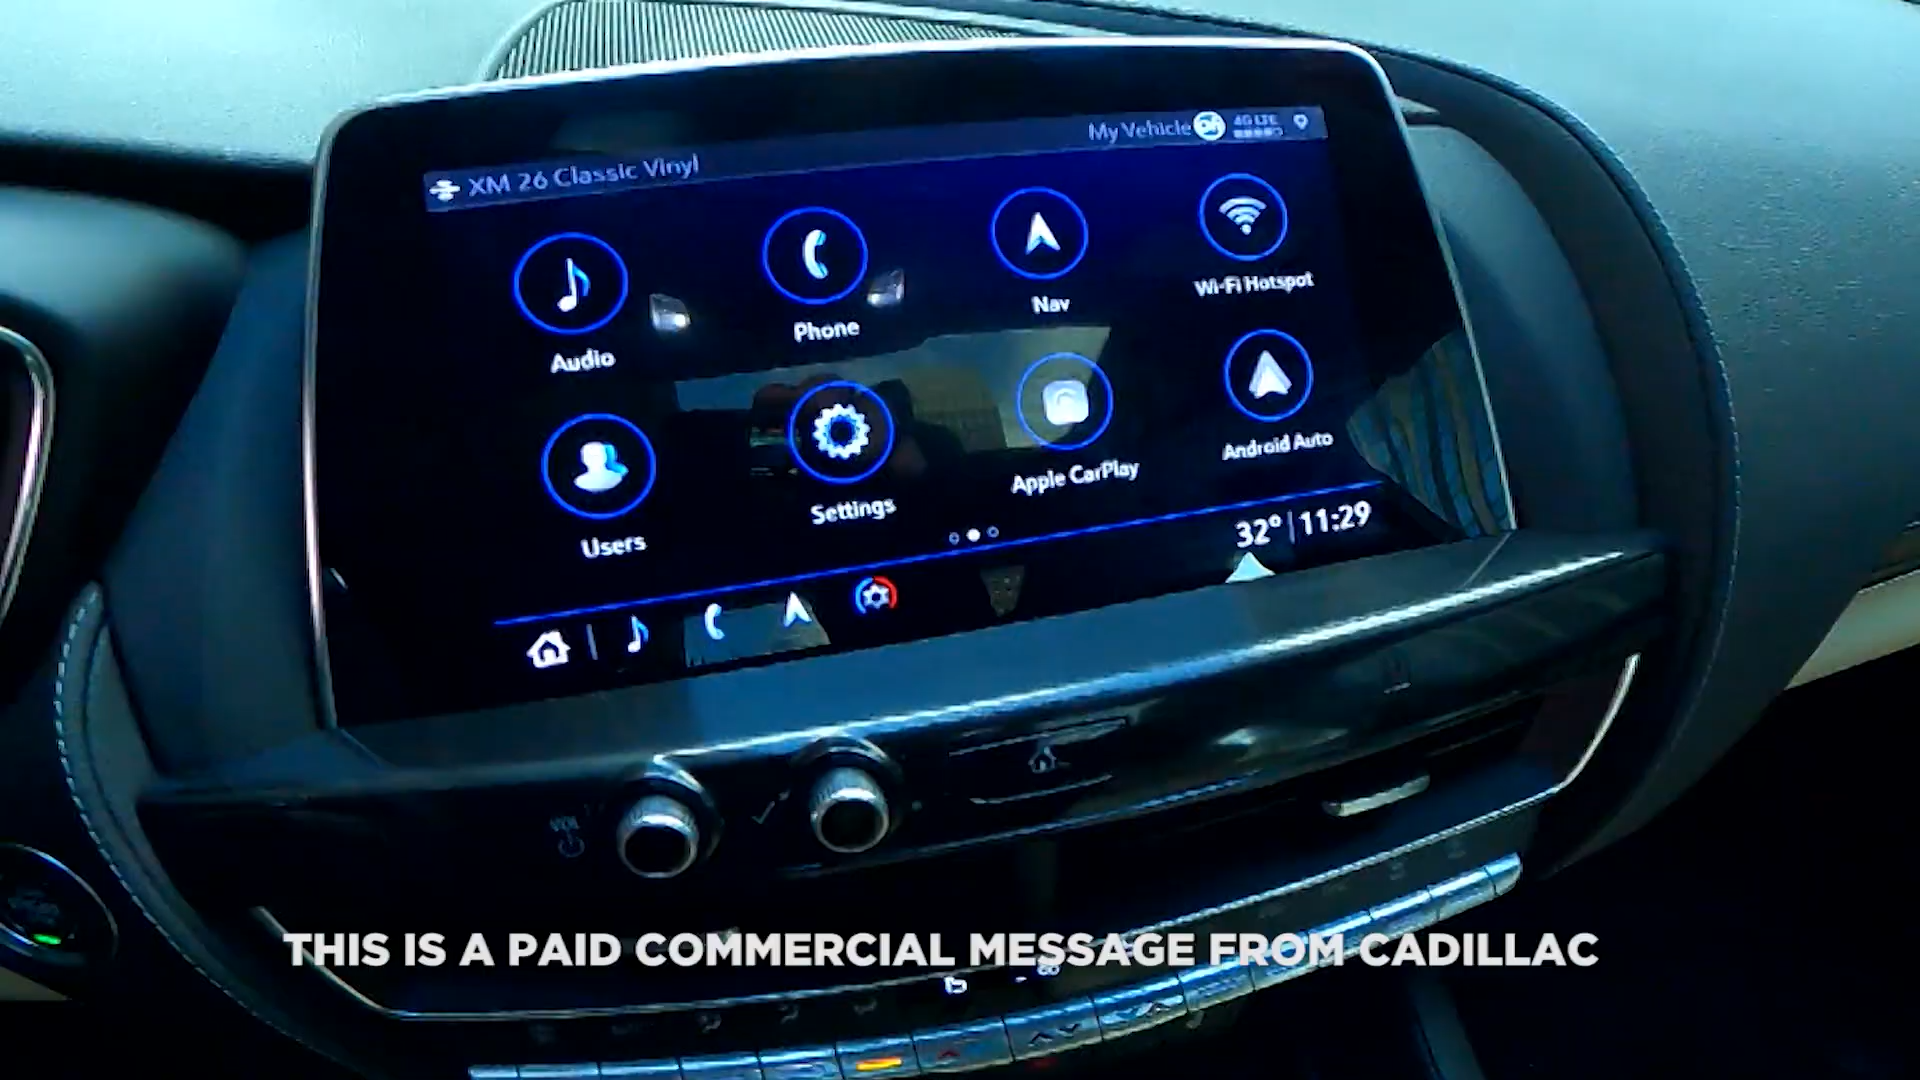 My Vehicle 4G LTE
XM 26 Classic Vinyl
Audio
Phone
Nav
Wi-Fi Hotspot
Users
Settings
Apple CarPlay
Android Auto
32° 11:29
VOL
THIS IS A PAID COMMERCIAL MESSAGE FROM CADILLAC